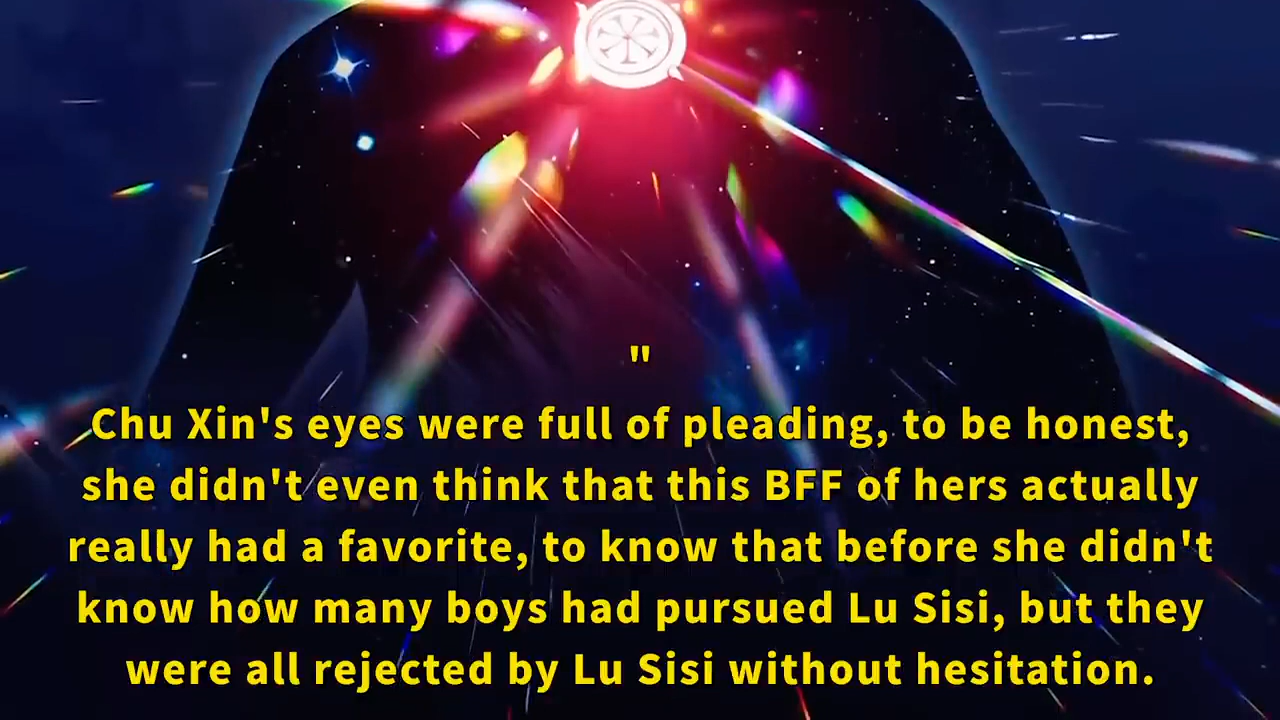 "
Chu Xin's eyes were full of pleading, to be honest,
she didn't even think that this BFF of hers actually
really had a favorite, to know that before she didn't
know how many boys had pursued Lu Sisi, but they
were all rejected by Lu Sisi without hesitation.